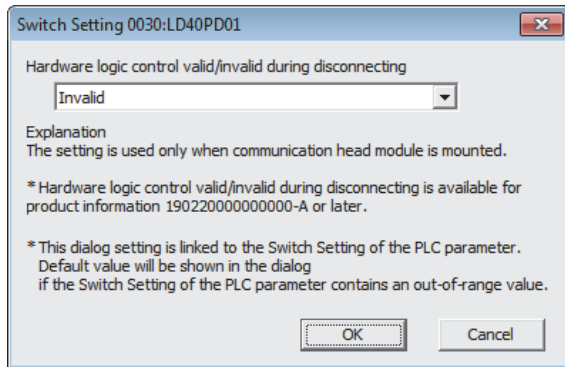 Switch Setting 0030:LD40PD01
Hardware logic control valid/invalid during disconnecting
Invalid
Explanation
The setting is used only when communication head module is mounted.
*Hardware logic control valid/invalid during disconnecting is available for
product information 190220000000000-A or later.
*This dialog setting is linked to the Switch Setting of the PLC parameter.
Default value will be shown in the dialog
if the Switch Setting of the PLC parameter contains an out-of-range value.
OK
Cancel